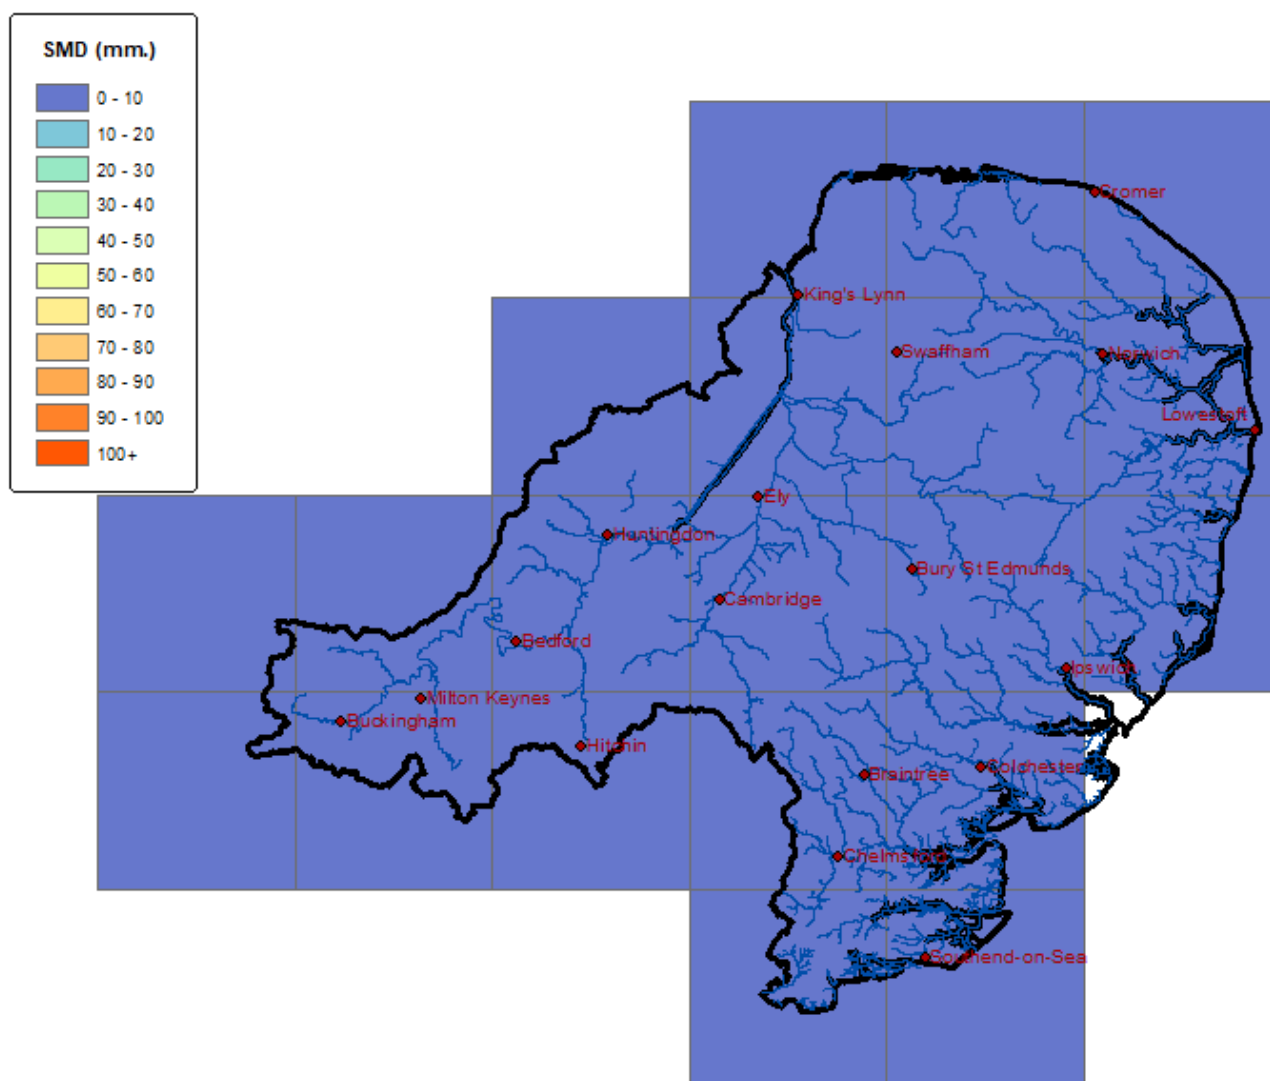 SMD (mm.)
0 - 10
10 - 20
20 - 30
30 - 40
40 - 50
50 - 60
60 - 70
70 - 80
80 - 90
90 - 100
100+
Cromer
King's Lynn
Swaffham
Norwich
Lowestoft
Ely
Huntingdon
Bury St Edmunds
Cambridge
Bedford
Ipswich
Milton Keynes
Buckingham
Hitchin
Braintree
Colchester
Chelmsford
Southend-on-Sea